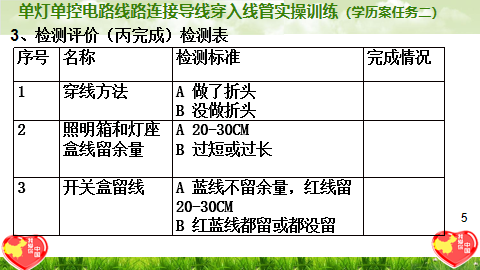 单灯单控电路线路连接导线穿入线管实操训练（学历案任务二）
3、检测评价（丙完成）检测表
序号 名称 检测标准 完成情况
1 穿线方法 A 做了折头
B 没做折头
2 照明箱和灯座 A 20-30CM
盒线留余量 B 过短或过长
3 开关盒留线 A 蓝线不留余量，红线留
20-30CM
B 红蓝线都留或都没留
5